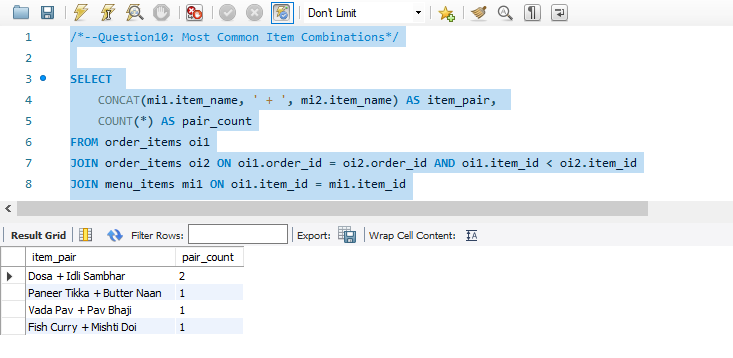 Don't Limit
1 /*--Question10: Most Common Item Combinations*/
2
3 SELECT
4 CONCAT(mi1.item_name, ' + ', mi2.item_name) AS item_pair,
5 COUNT(*) AS pair_count
6 FROM order_items oi1
7 JOIN order_items oi2 ON oi1.order_id = oi2.order_id AND oi1.item_id < oi2.item_id
8 JOIN menu_items mi1 ON oi1.item_id = mi1.item_id
Result Grid Filter Rows: Export: Wrap Cell Content:
item_pair pair_count
Dosa + Idli Sambhar 2
Paneer Tikka + Butter Naan 1
Vada Pav + Pav Bhaji 1
Fish Curry + Mishti Doi 1